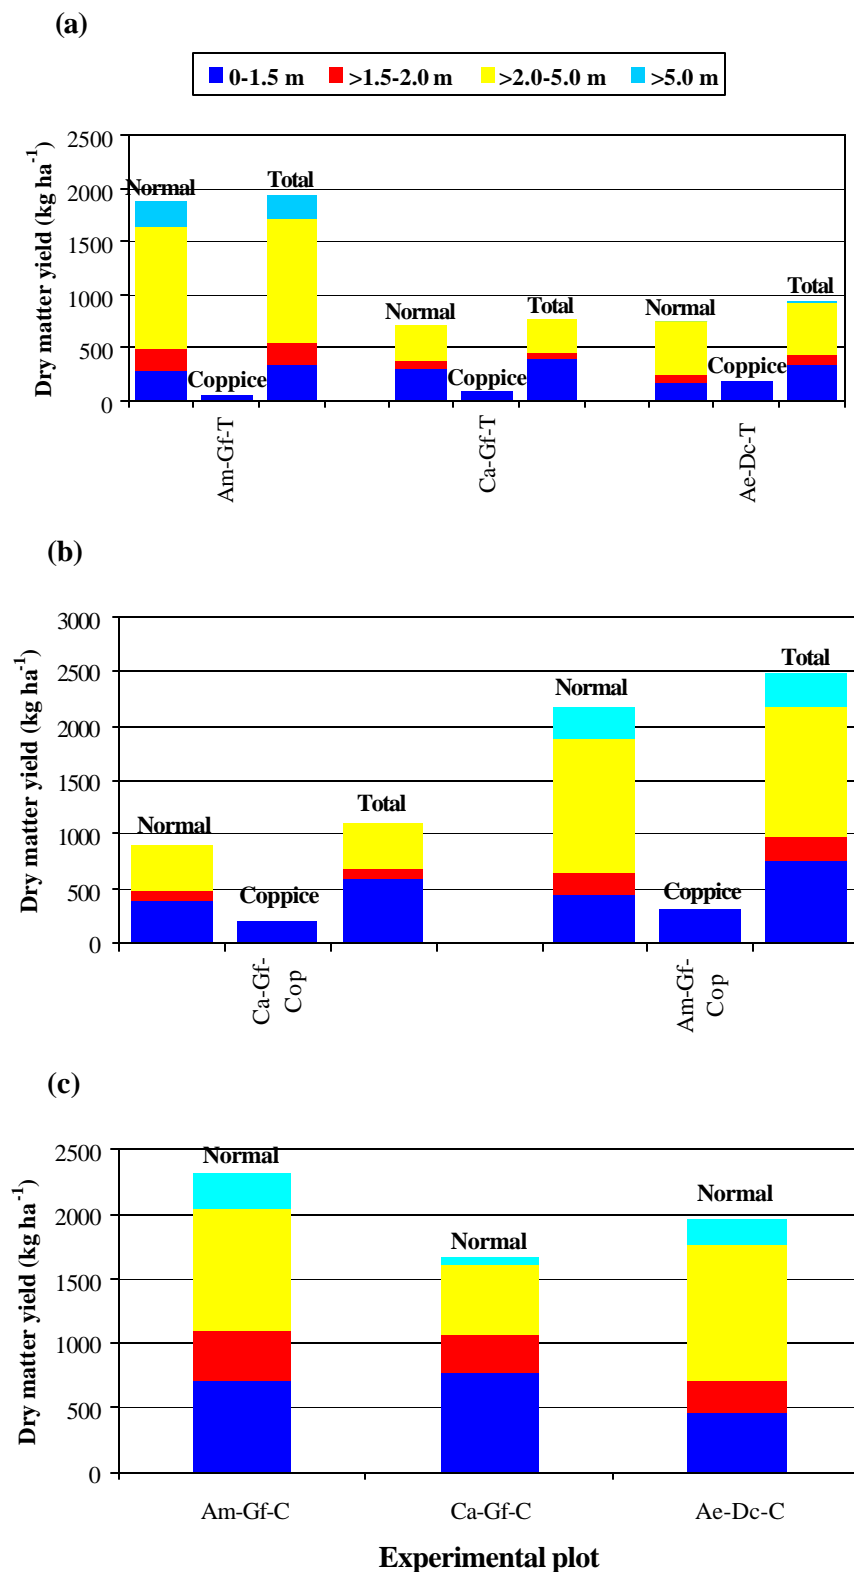 (a)
0-1.5 m >1.5-2.0 m >2.0-5.0 m >5.0 m
Dry matter yield (kg ha-1)
2500
2000
1500
1000
500
0
Normal
Coppice
Total
Normal
Coppice
Total
Normal
Coppice
Total
Am-Gf-T
Ca-Gf-T
Ae-Dc-T
(b)
Dry matter yield (kg ha-1)
3000
2500
2000
1500
1000
500
0
Normal
Coppice
Total
Normal
Coppice
Total
Ca-Gf-
Cop
Am-Gf-
Cop
(c)
Dry matter yield (kg ha-1)
2500
2000
1500
1000
500
0
Normal
Normal
Normal
Am-Gf-C
Ca-Gf-C
Ae-Dc-C
Experimental plot